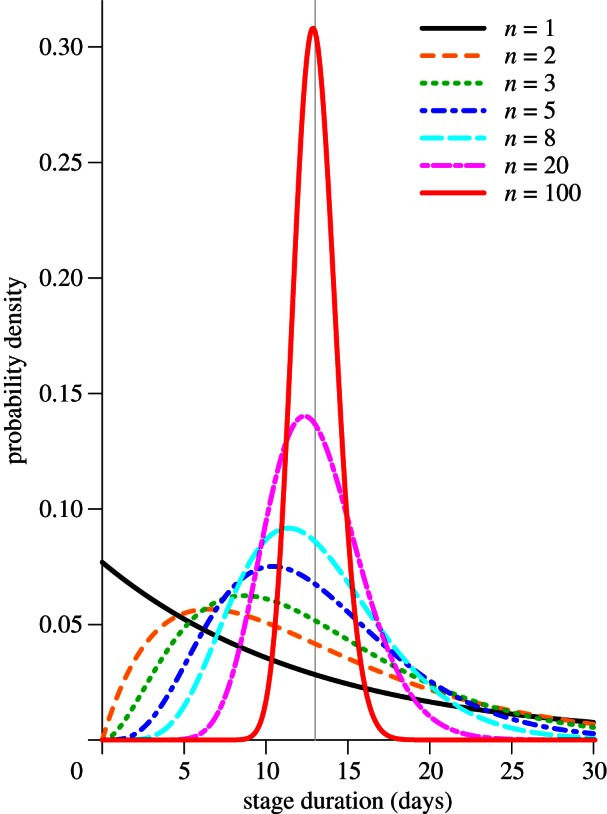 n = 1
n = 2
n = 3
n = 5
n = 8
n = 20
n = 100
probability density
0.30
0.25
0.20
0.15
0.10
0.05
0 5 10 15 20 25 30
stage duration (days)